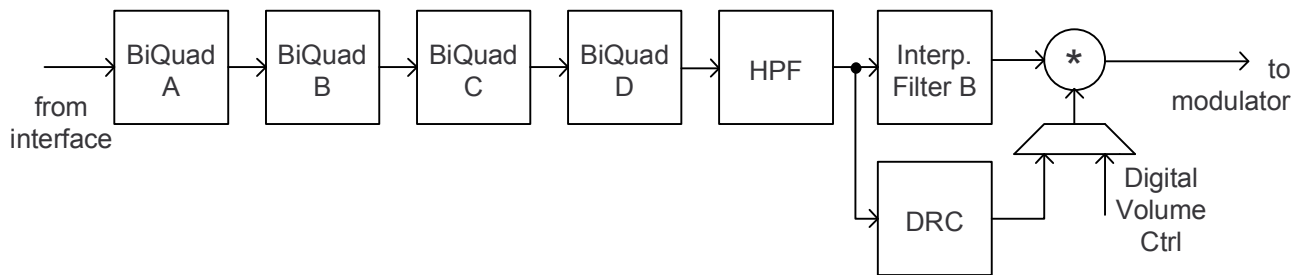 from
interface
BiQuad
A
BiQuad
B
BiQuad
C
BiQuad
D
HPF
Interp.
Filter B
*
to
modulator
DRC
Digital
Volume
Ctrl